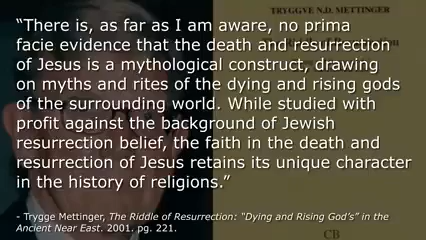 TRYGGVE N.D. METTINGER
“There is, as far as I am aware, no prima
facie evidence that the death and resurrection
of Jesus is a mythological construct, drawing
on myths and rites of the dying and rising gods
of the surrounding world. While studied with
profit against the background of Jewish
resurrection belief, the faith in the death and
resurrection of Jesus retains its unique character
in the history of religions.”
- Trygge Mettinger, The Riddle of Resurrection: “Dying and Rising God’s” in the
Ancient Near East. 2001. pg. 221.
CB